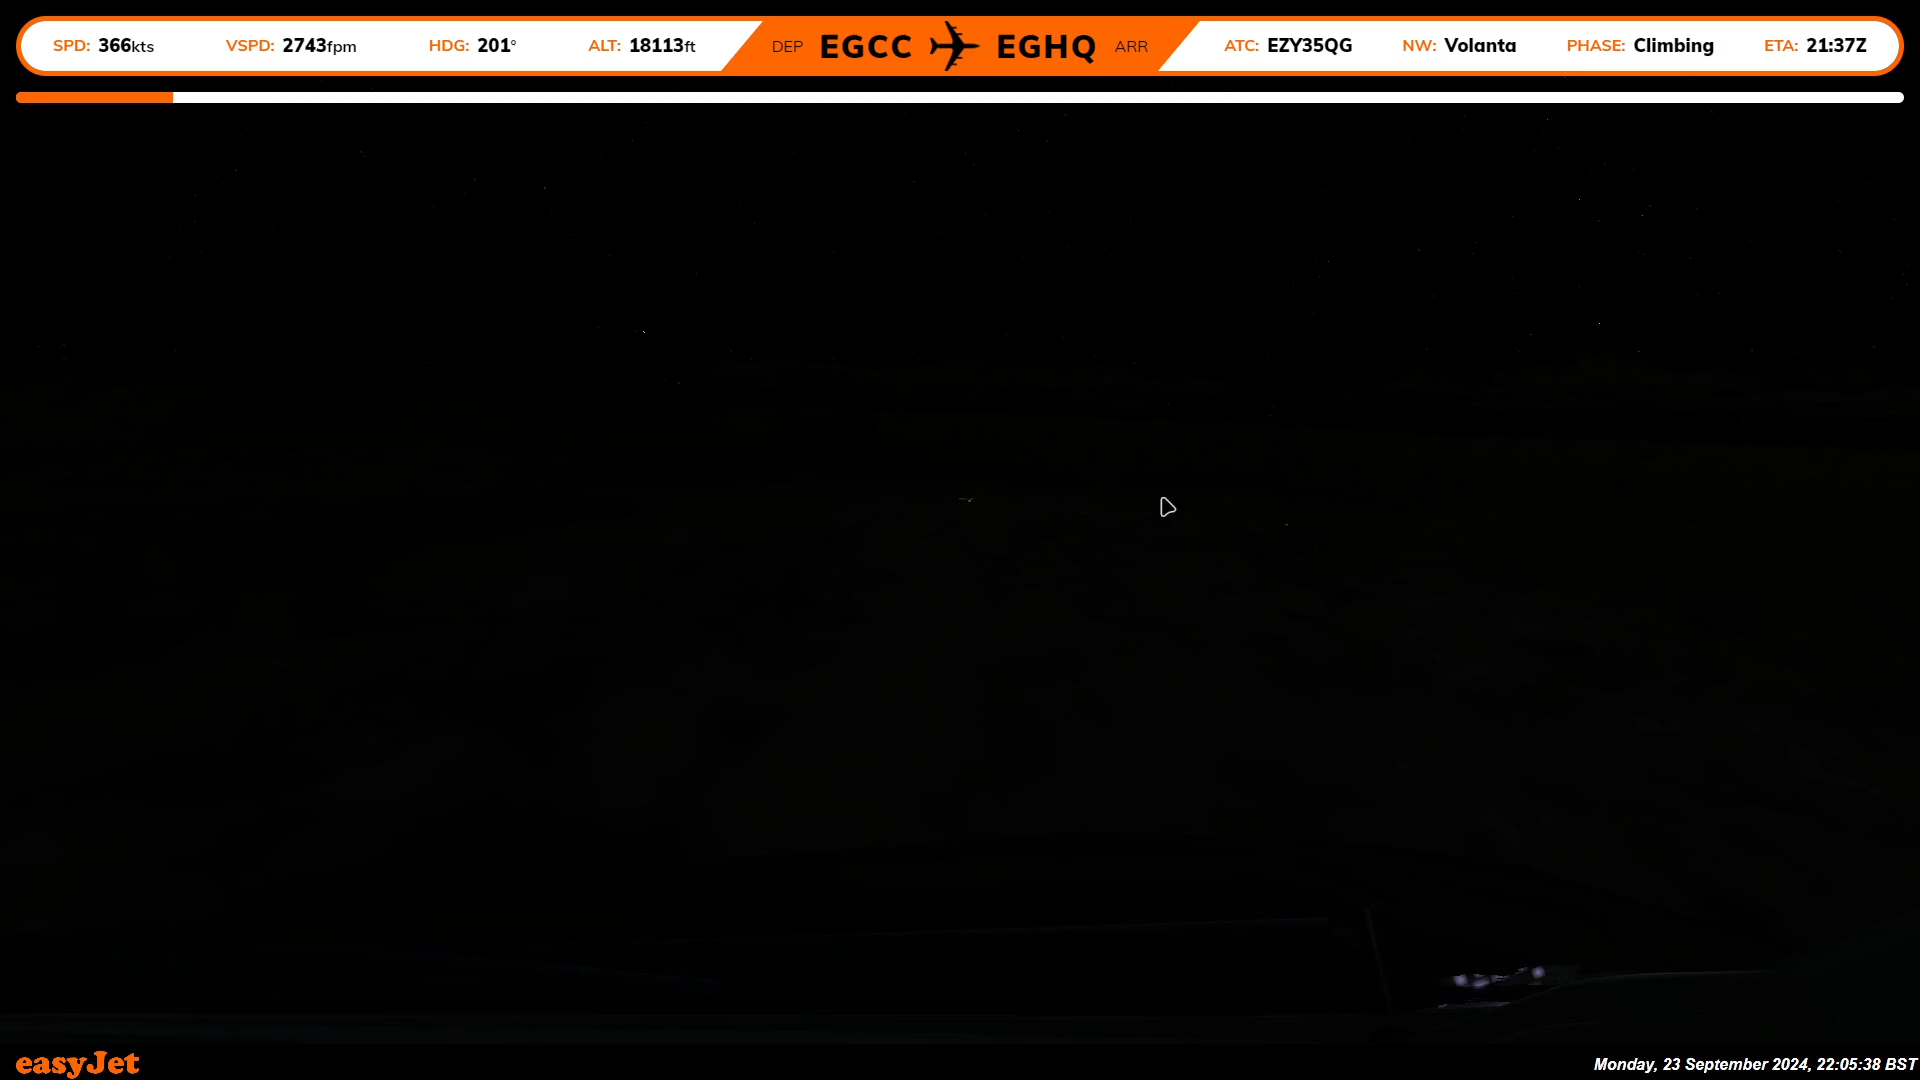 SPD: 366kts VSPD: 2743fpm HDG: 201° ALT: 18113ft DEP EGCC EGHQ ARR ATC: EZY35QG NW: Volanta PHASE: Climbing ETA: 21:37Z
easyJet
Monday, 23 September 2024, 22:05:38 BST